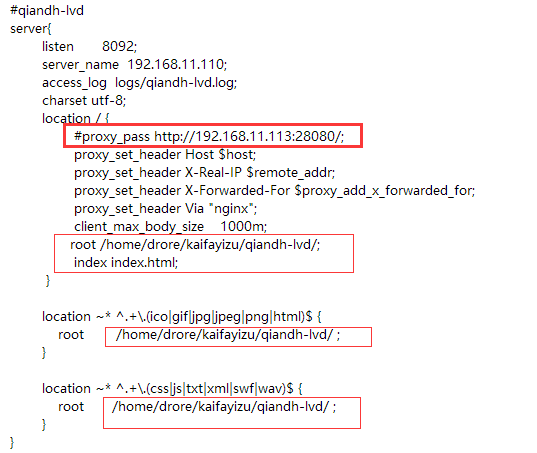 #qiandh-lvd
server{
listen 8092;
server_name 192.168.11.110;
access_log logs/qiandh-lvd.log;
charset utf-8;
location / {
#proxy_pass http://192.168.11.113:28080/;
proxy_set_header Host $host;
proxy_set_header X-Real-IP $remote_addr;
proxy_set_header X-Forwarded-For $proxy_add_x_forwarded_for;
proxy_set_header Via "nginx";
client_max_body_size 1000m;
root /home/drore/kaifayizu/qiandh-lvd/;
index index.html;
}
location ~* ^.+\.(ico|gif|jpg|jpeg|png|html)$ {
root /home/drore/kaifayizu/qiandh-lvd/ ;
}
location ~* ^.+\.(css|js|txt|xml|swf|wav)$ {
root /home/drore/kaifayizu/qiandh-lvd/ ;
}
}